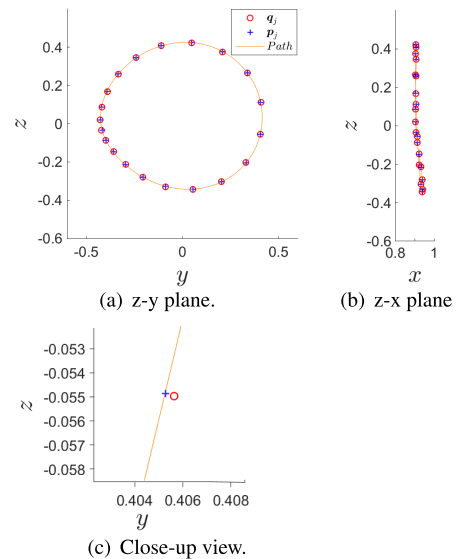 q_j
p_j
Path
0.4
0.2
0
-0.2
-0.4
-0.6
z
-0.5
0
0.5
y
(a) z-y plane.
0.6
0.4
0.2
0
-0.2
-0.4
-0.6
z
0.8
1
x
(b) z-x plane
-0.053
-0.054
-0.055
-0.056
-0.057
-0.058
z
0.404
0.406
0.408
y
(c) Close-up view.